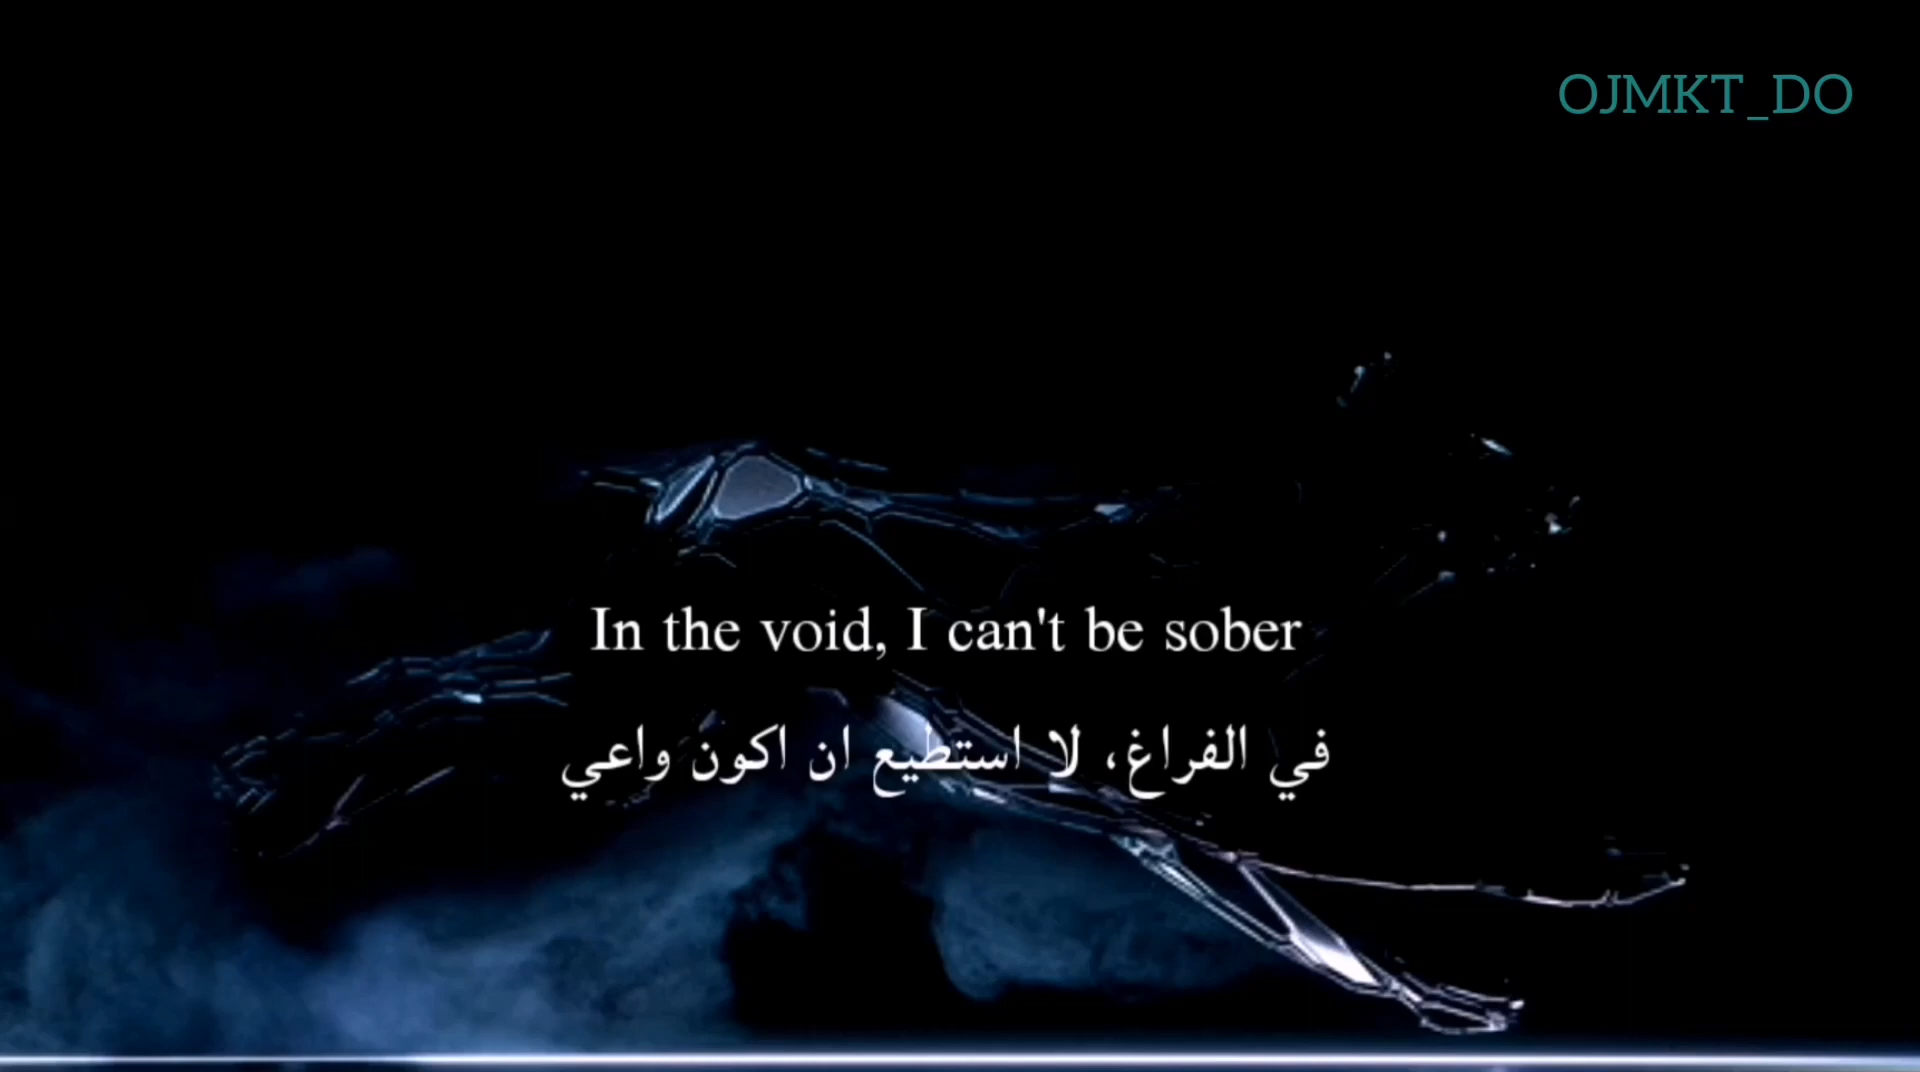 OJMKT_DO
In the void, I can't be sober
في الفراغ، لا استطيع ان اكون واعي